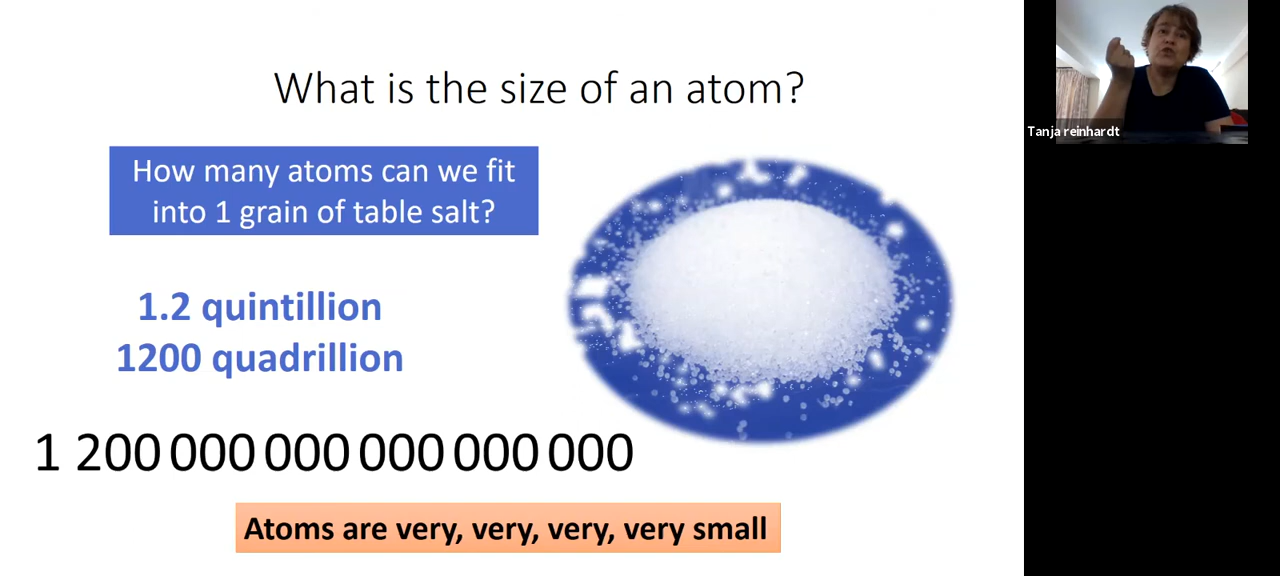 What is the size of an atom?
How many atoms can we fit
into 1 grain of table salt?
1.2 quintillion
1200 quadrillion
1 200 000 000 000 000 000
Atoms are very, very, very, very small
Tanja reinhardt